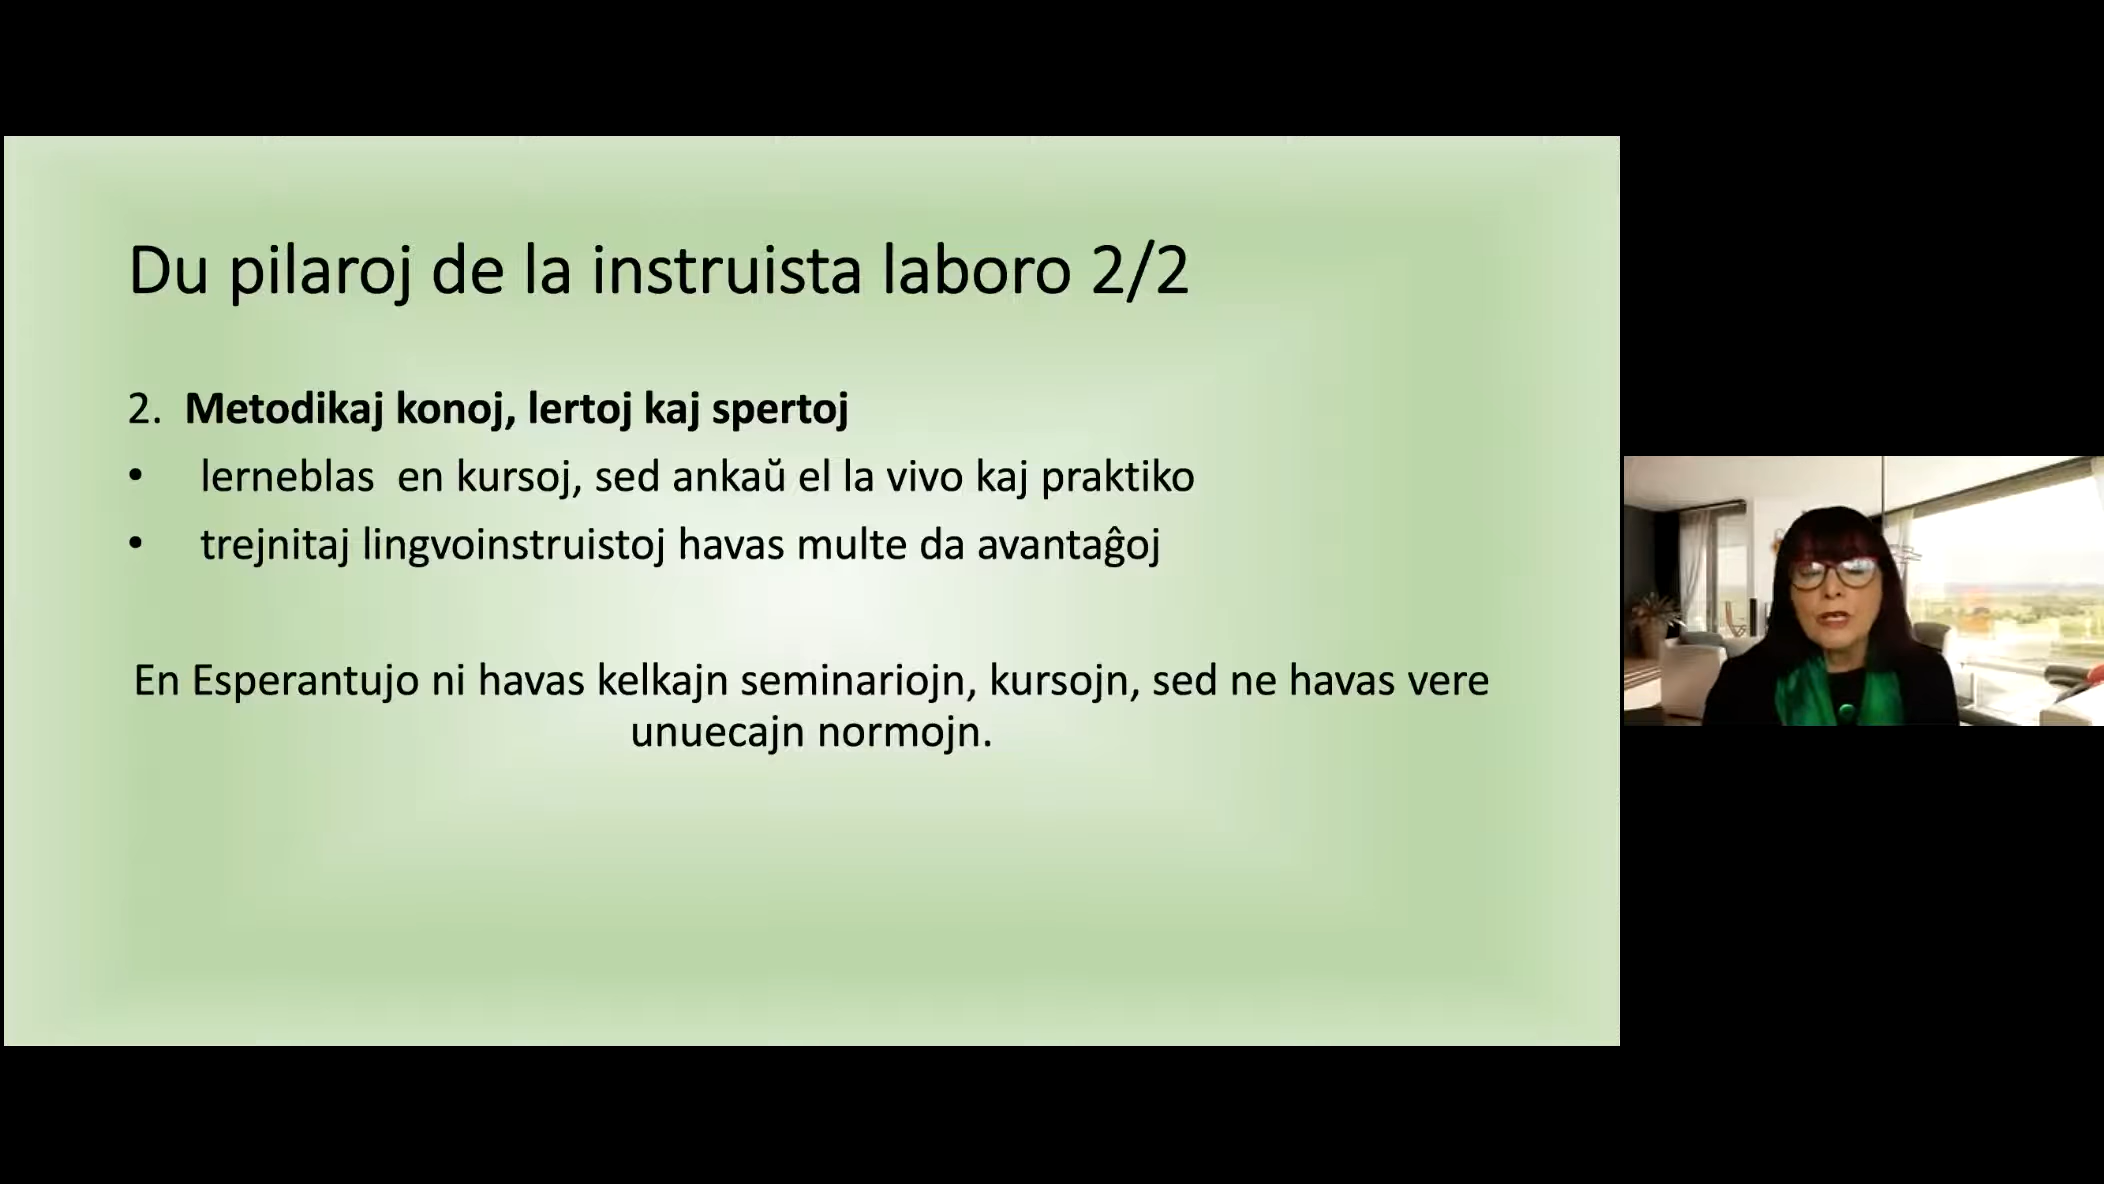 Du pilaroj de la instruista laboro 2/2
2. Metodikaj konoj, lertoj kaj spertoj
• lerneblas en kursoj, sed ankaŭ el la vivo kaj praktiko
• trejnitaj lingvoinstruistoj havas multe da avantaĝoj
En Esperantujo ni havas kelkajn seminariojn, kursojn, sed ne havas vere
unuecajn normojn.